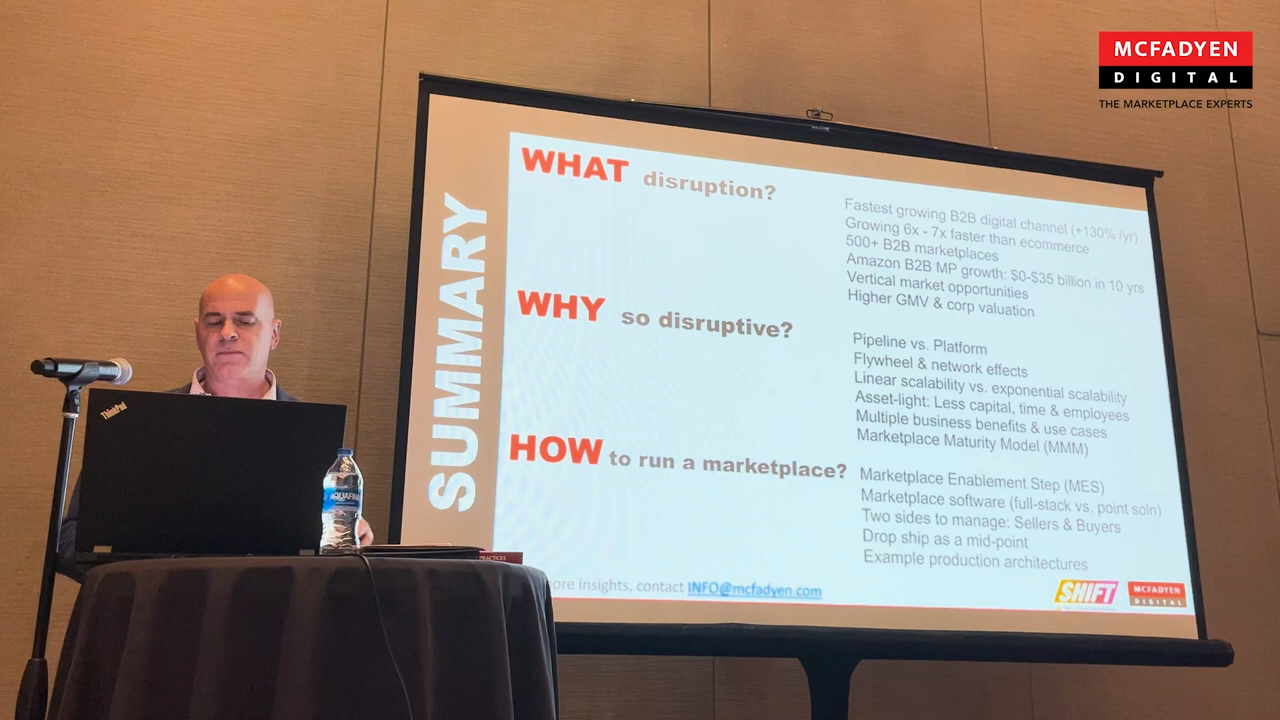 MCFADYEN
DIGITAL
THE MARKETPLACE EXPERTS
SUMMARY
WHAT disruption?
Fastest growing B2B digital channel (+130% /yr)
Growing 6x - 7x faster than ecommerce
500+ B2B marketplaces
Amazon B2B MP growth: $0-$35 billion in 10 yrs
Vertical market opportunities
Higher GMV & corp valuation
WHY so disruptive?
Pipeline vs. Platform
Flywheel & network effects
Linear scalability vs. exponential scalability
Asset-light: Less capital, time & employees
Multiple business benefits & use cases
Marketplace Maturity Model (MMM)
HOW to run a marketplace?
Marketplace Enablement Step (MES)
Marketplace software (full-stack vs. point soln)
Two sides to manage: Sellers & Buyers
Drop ship as a mid-point
Example production architectures
ore insights, contact INFO@mcfadyen.com
SHIFT
MCFADYEN
DIGITAL
ThinkPad
AQUAFINA
PRACTICES